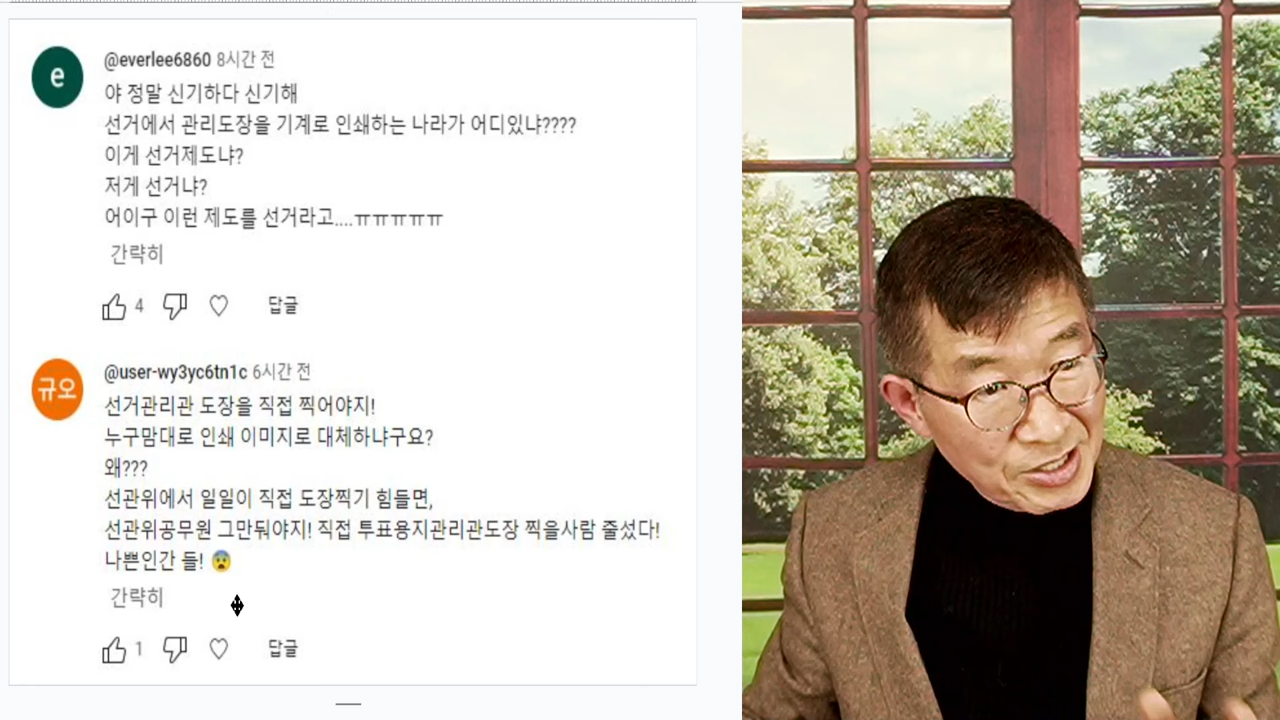 e
@everlee6860 8시간 전
야 정말 신기하다 신기해
선거에서 관리도장을 기계로 인쇄하는 나라가 어디있냐????
이게 선거제도냐?
저게 선거냐?
어이구 이런 제도를 선거라고....ㅠㅠㅠㅠㅠ
간략히
4 답글
규오
@user-wy3yc6tn1c 6시간 전
선거관리관 도장을 직접 찍어야지!
누구맘대로 인쇄 이미지로 대체하냐구요?
왜???
선관위에서 일일이 직접 도장찍기 힘들면,
선관위공무원 그만둬야지! 직접 투표용지관리관도장 찍을사람 줄섰다!
나쁜인간 들! 😨
간략히
1 답글